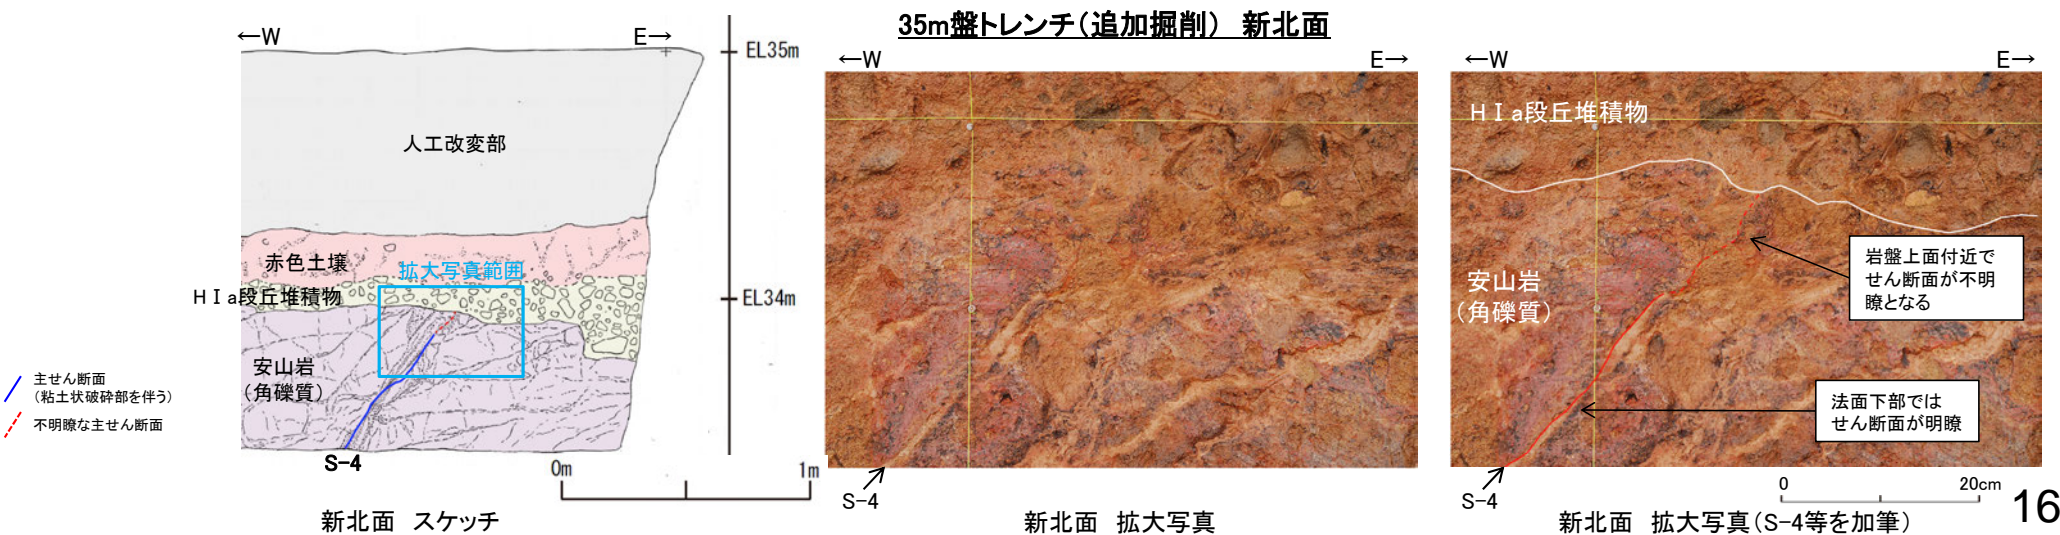 35m盤トレンチ（追加掘削） 新北面
←W
E→
EL35m
人工改変部
赤色土壌
拡大写真範囲
ＨⅠa段丘堆積物
EL34m
安山岩
（角礫質）
主せん断面
（粘土状破砕部を伴う）
不明瞭な主せん断面
S-4
0m
1m
新北面 スケッチ
←W
E→
S-4
新北面 拡大写真
←W
E→
ＨⅠa段丘堆積物
安山岩
（角礫質）
岩盤上面付近で
せん断面が不明
瞭となる
法面下部では
せん断面が明瞭
S-4
0
20cm
新北面 拡大写真（S-4等を加筆）
16